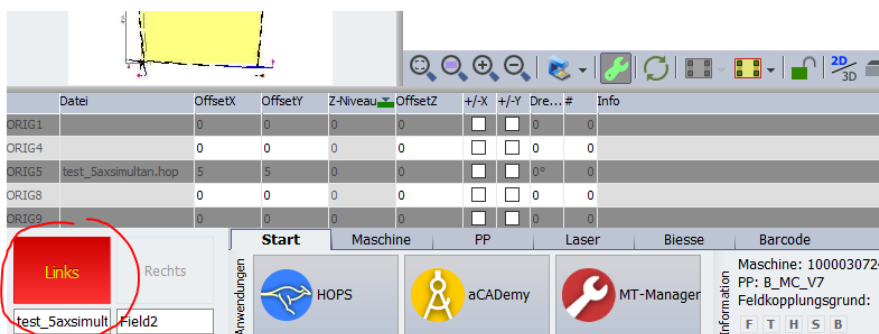 2D
3D
Datei OffsetX OffsetY Z-Niveau OffsetZ +/-X +/-Y Dre... # Info
ORIG1 0 0 0 0 0 0
ORIG4 0 0 0 0 0 0
ORIG5 test_5axsimultan.hop 5 5 0 0 0° 0
ORIG8 0 0 0 0 0 0
ORIG9 0 0 0 0 0 0
Links Rechts
test_5axsimult Field2
Start Maschine PP Laser Biesse Barcode
Anwendungen
HOPS aCADemy MT-Manager
Information
Maschine: 1000030724
PP: B_MC_V7
Feldkopplungsgrund:
F T H S B